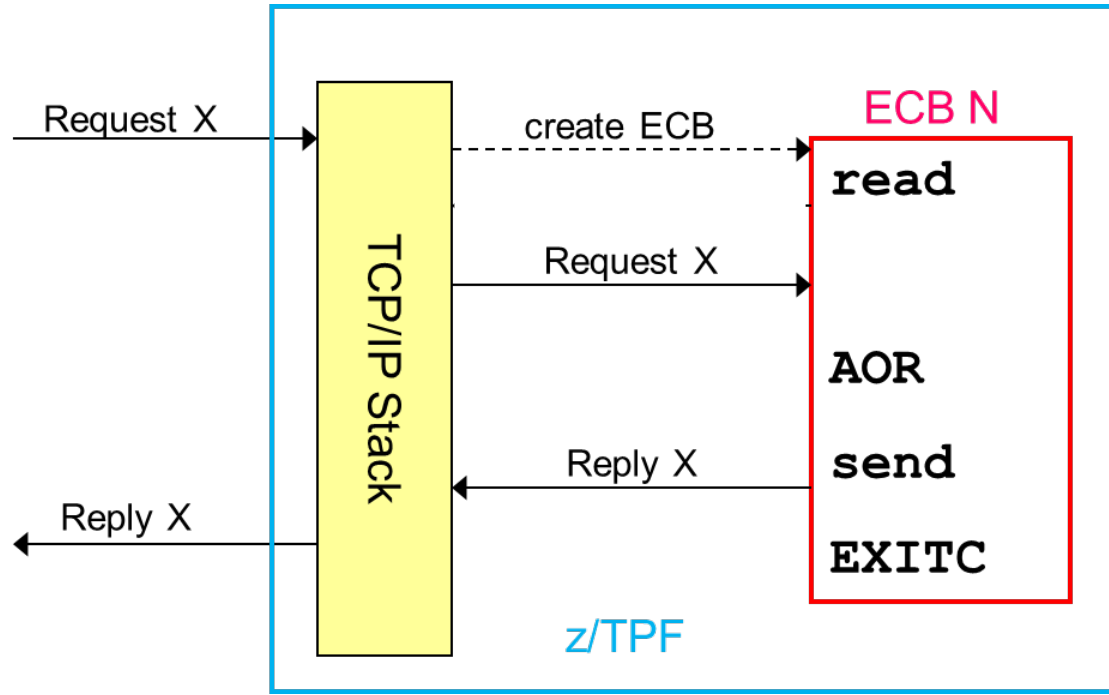 Request X
create ECB
ECB N
read
Request X
TCP/IP Stack
AOR
send
Reply X
Reply X
EXITC
z/TPF